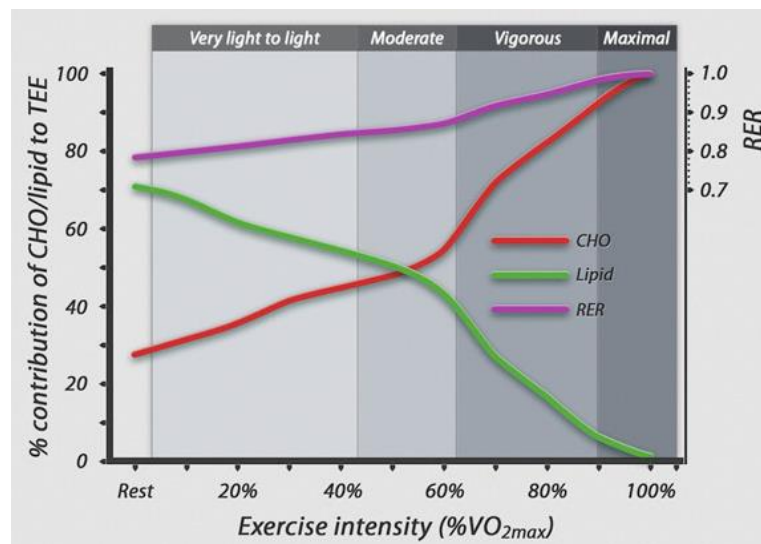 Very light to light Moderate Vigorous Maximal
% contribution of CHO/lipid to TEE
100
80
60
40
20
0
1.0
0.9
0.8
0.7
RER
CHO
Lipid
RER
Rest 20% 40% 60% 80% 100%
Exercise intensity (%VO2max)